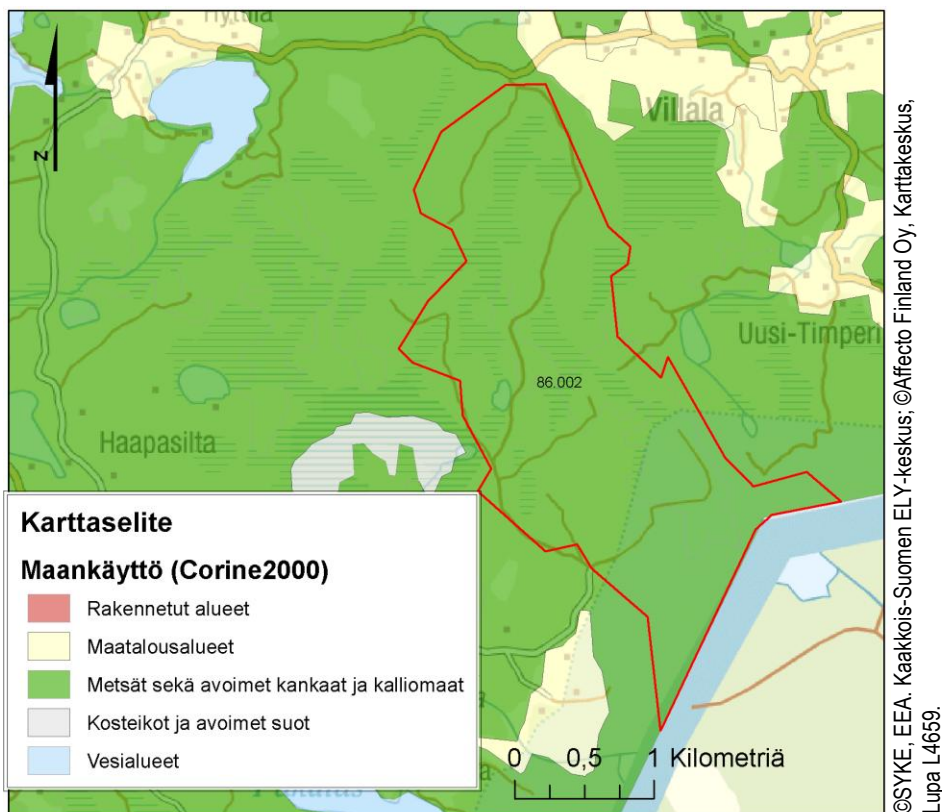 Hyttilä
N
Villala
Uusi-Timperi
86.002
Haapasilta
Karttaselite
Maankäyttö (Corine2000)
Rakennetut alueet
Maatalousalueet
Metsät sekä avoimet kankaat ja kalliomaat
Kosteikot ja avoimet suot
Vesialueet
0 0,5 1 Kilometriä
©SYKE, EEA. Kaakkois-Suomen ELY-keskus; ©Affecto Finland Oy, Karttakeskus,
Lupa L4659.